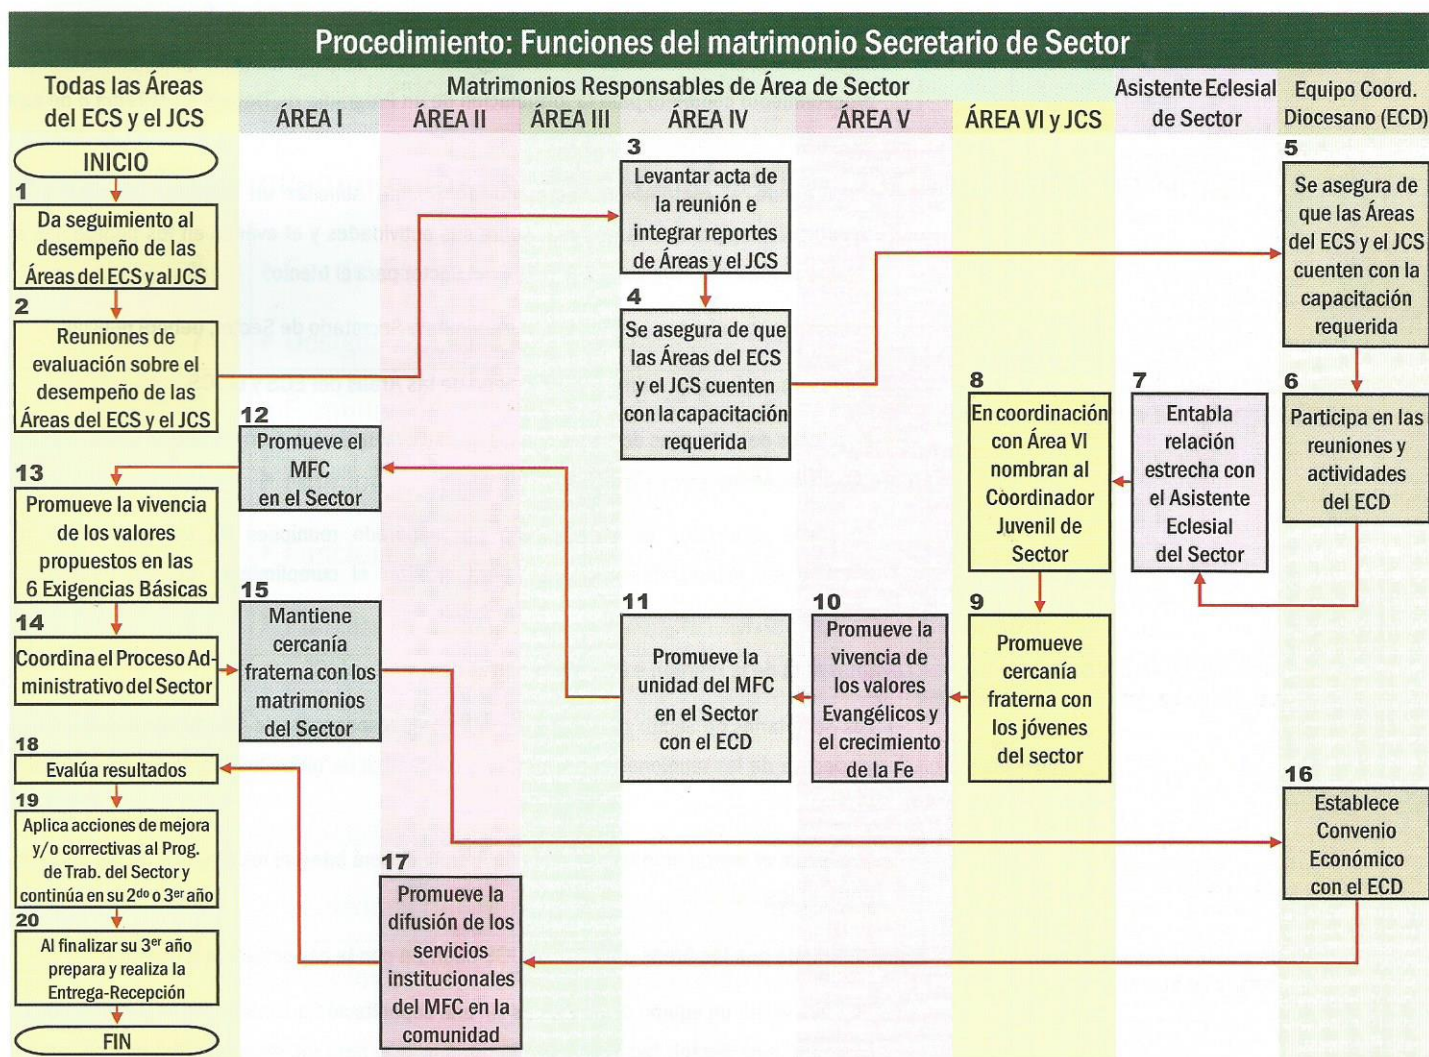 Procedimiento: Funciones del matrimonio Secretario de Sector
Todas las Áreas
del ECS y el JCS
Matrimonios Responsables de Área de Sector
ÁREA I
ÁREA II
ÁREA III
ÁREA IV
ÁREA V
ÁREA VI y JCS
Asistente Eclesial
de Sector
Equipo Coord.
Diocesano (ECD)
INICIO
1
Da seguimiento al
desempeño de las
Áreas del ECS y al JCS
2
Reuniones de
evaluación sobre el
desempeño de las
Áreas del ECS y el JCS
3
Levantar acta de
la reunión e
integrar reportes
de Áreas y el JCS
4
Se asegura de que
las Áreas del ECS
y el JCS cuenten
con la capacitación
requerida
5
Se asegura de
que las Áreas
del ECS y el JCS
cuenten con la
capacitación
requerida
6
Participa en las
reuniones y
actividades
del ECD
7
Entabla
relación
estrecha con
el Asistente
Eclesial
del Sector
8
En coordinación
con Área VI
nombran al
Coordinador
Juvenil de
Sector
9
Promueve
cercanía
fraterna con
los jóvenes
del sector
10
Promueve la
vivencia de
los valores
Evangélicos y
el crecimiento
de la Fe
11
Promueve la
unidad del MFC
en el Sector
con el ECD
12
Promueve el
MFC
en el Sector
13
Promueve la vivencia
de los valores
propuestos en las
6 Exigencias Básicas
14
Coordina el Proceso Ad-
ministrativo del Sector
15
Mantiene
cercanía
fraterna con los
matrimonios
del Sector
16
Establece
Convenio
Económico
con el ECD
17
Promueve la
difusión de los
servicios
institucionales
del MFC en la
comunidad
18
Evalúa resultados
19
Aplica acciones de mejora
y/o correctivas al Prog.
de Trab. del Sector y
continúa en su 2do o 3er año
20
Al finalizar su 3er año
prepara y realiza la
Entrega-Recepción
FIN